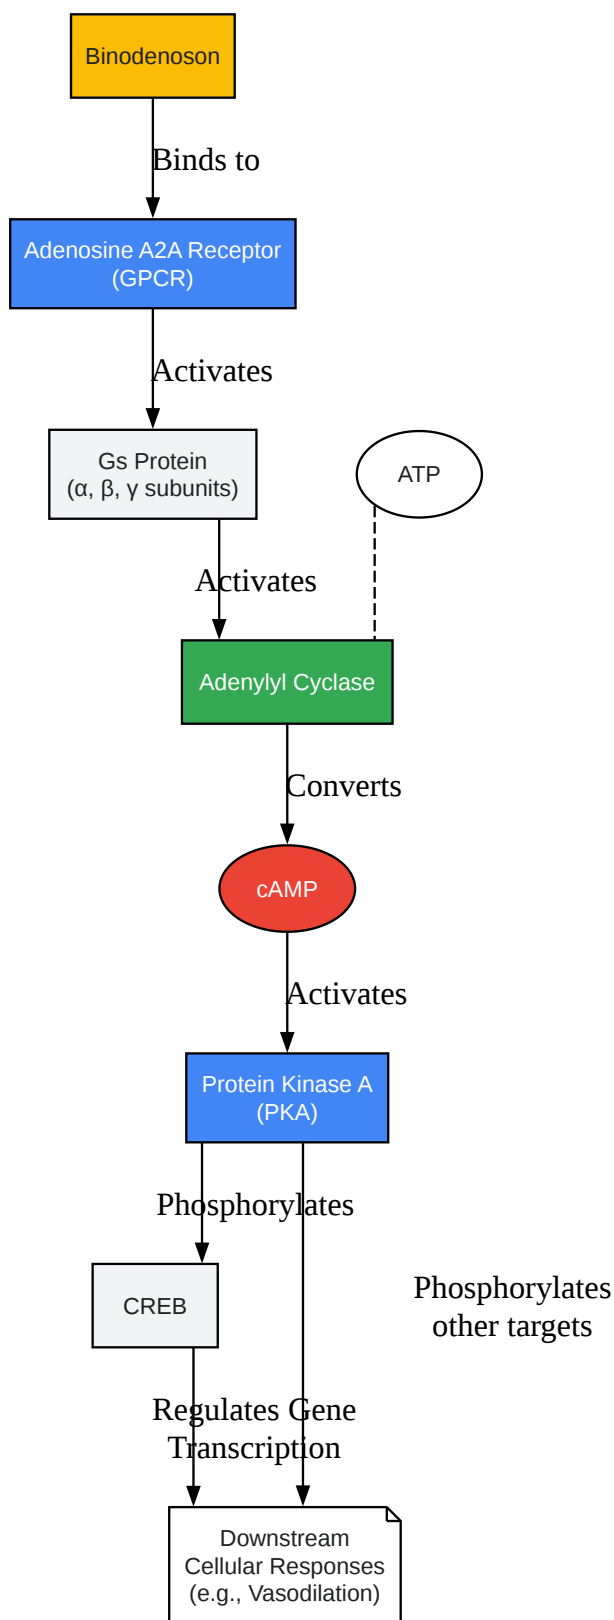 Binodenoson
Binds to
Adenosine A2A Receptor
(GPCR)
Activates
Gs Protein
(α, β, γ subunits)
ATP
Activates
Adenylyl Cyclase
Converts
cAMP
Activates
Protein Kinase A
(PKA)
Phosphorylates
CREB
Phosphorylates
other targets
Regulates Gene
Transcription
Downstream
Cellular Responses
(e.g., Vasodilation)